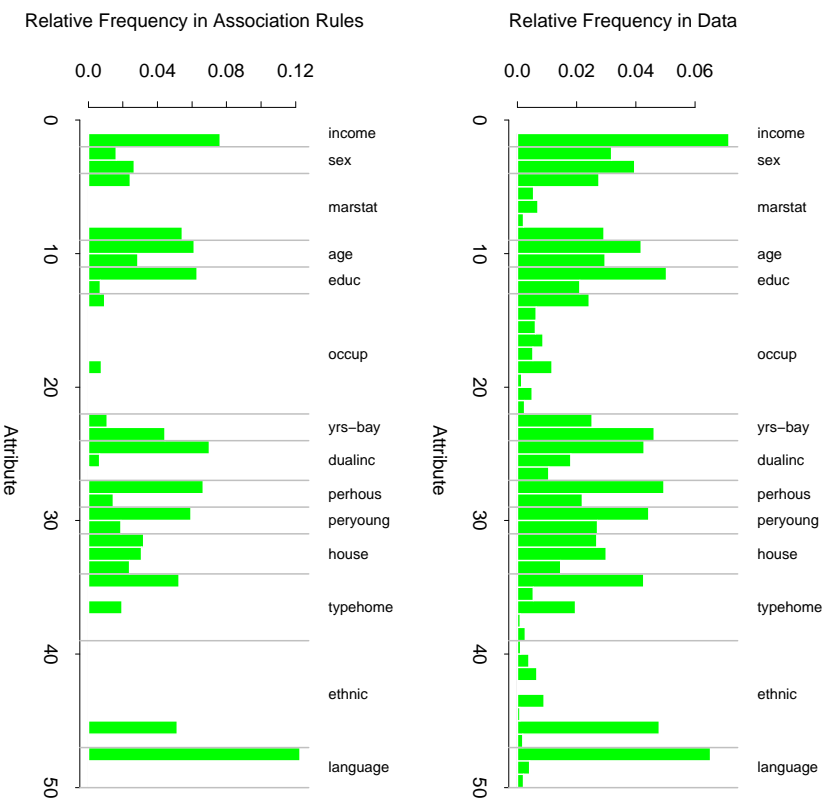 Relative Frequency in Association Rules
0.0 0.04 0.08 0.12
0
10
20
30
40
50
Attribute
income
sex
marstat
age
educ
occup
yrs−bay
dualinc
perhous
peryoung
house
typehome
ethnic
language
Relative Frequency in Data
0.0 0.02 0.04 0.06
0
10
20
30
40
50
Attribute
income
sex
marstat
age
educ
occup
yrs−bay
dualinc
perhous
peryoung
house
typehome
ethnic
language